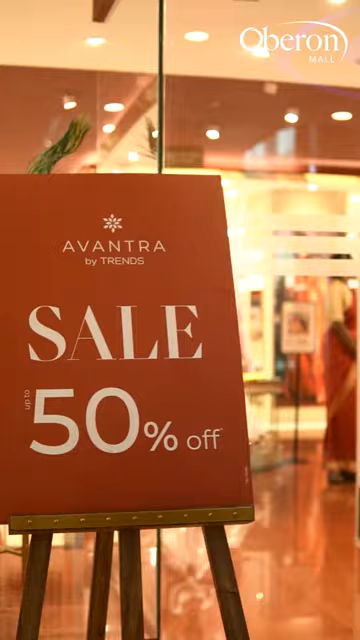 Oberon
MALL
AVANTRA
by TRENDS
SALE
up to
50% off*